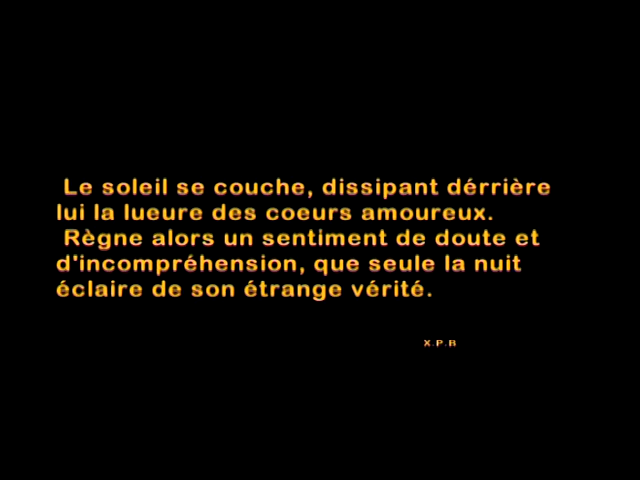 Le soleil se couche, dissipant dérrière
lui la lueure des coeurs amoureux.
Règne alors un sentiment de doute et
d'incompréhension, que seule la nuit
éclaire de son étrange vérité.
X.P.B